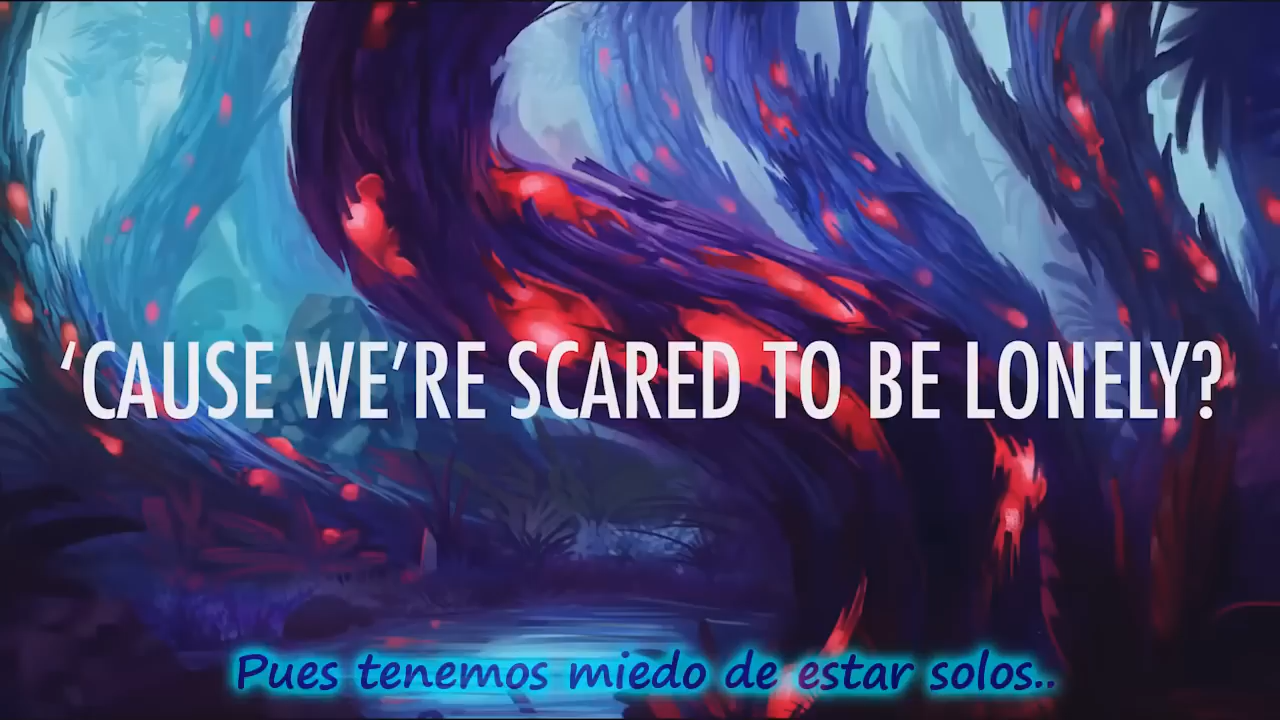 ‘CAUSE WE’RE SCARED TO BE LONELY?
Pues tenemos miedo de estar solos..